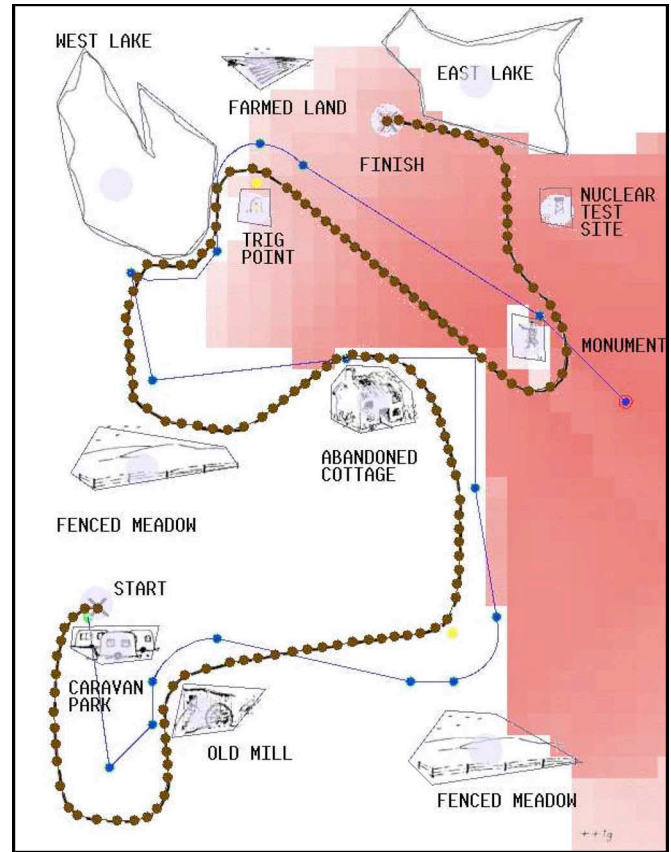 WEST LAKE
EAST LAKE
FARMED LAND
FINISH
NUCLEAR
TEST
SITE
TRIG
POINT
MONUMENT
ABANDONED
COTTAGE
FENCED MEADOW
START
CARAVAN
PARK
OLD MILL
FENCED MEADOW